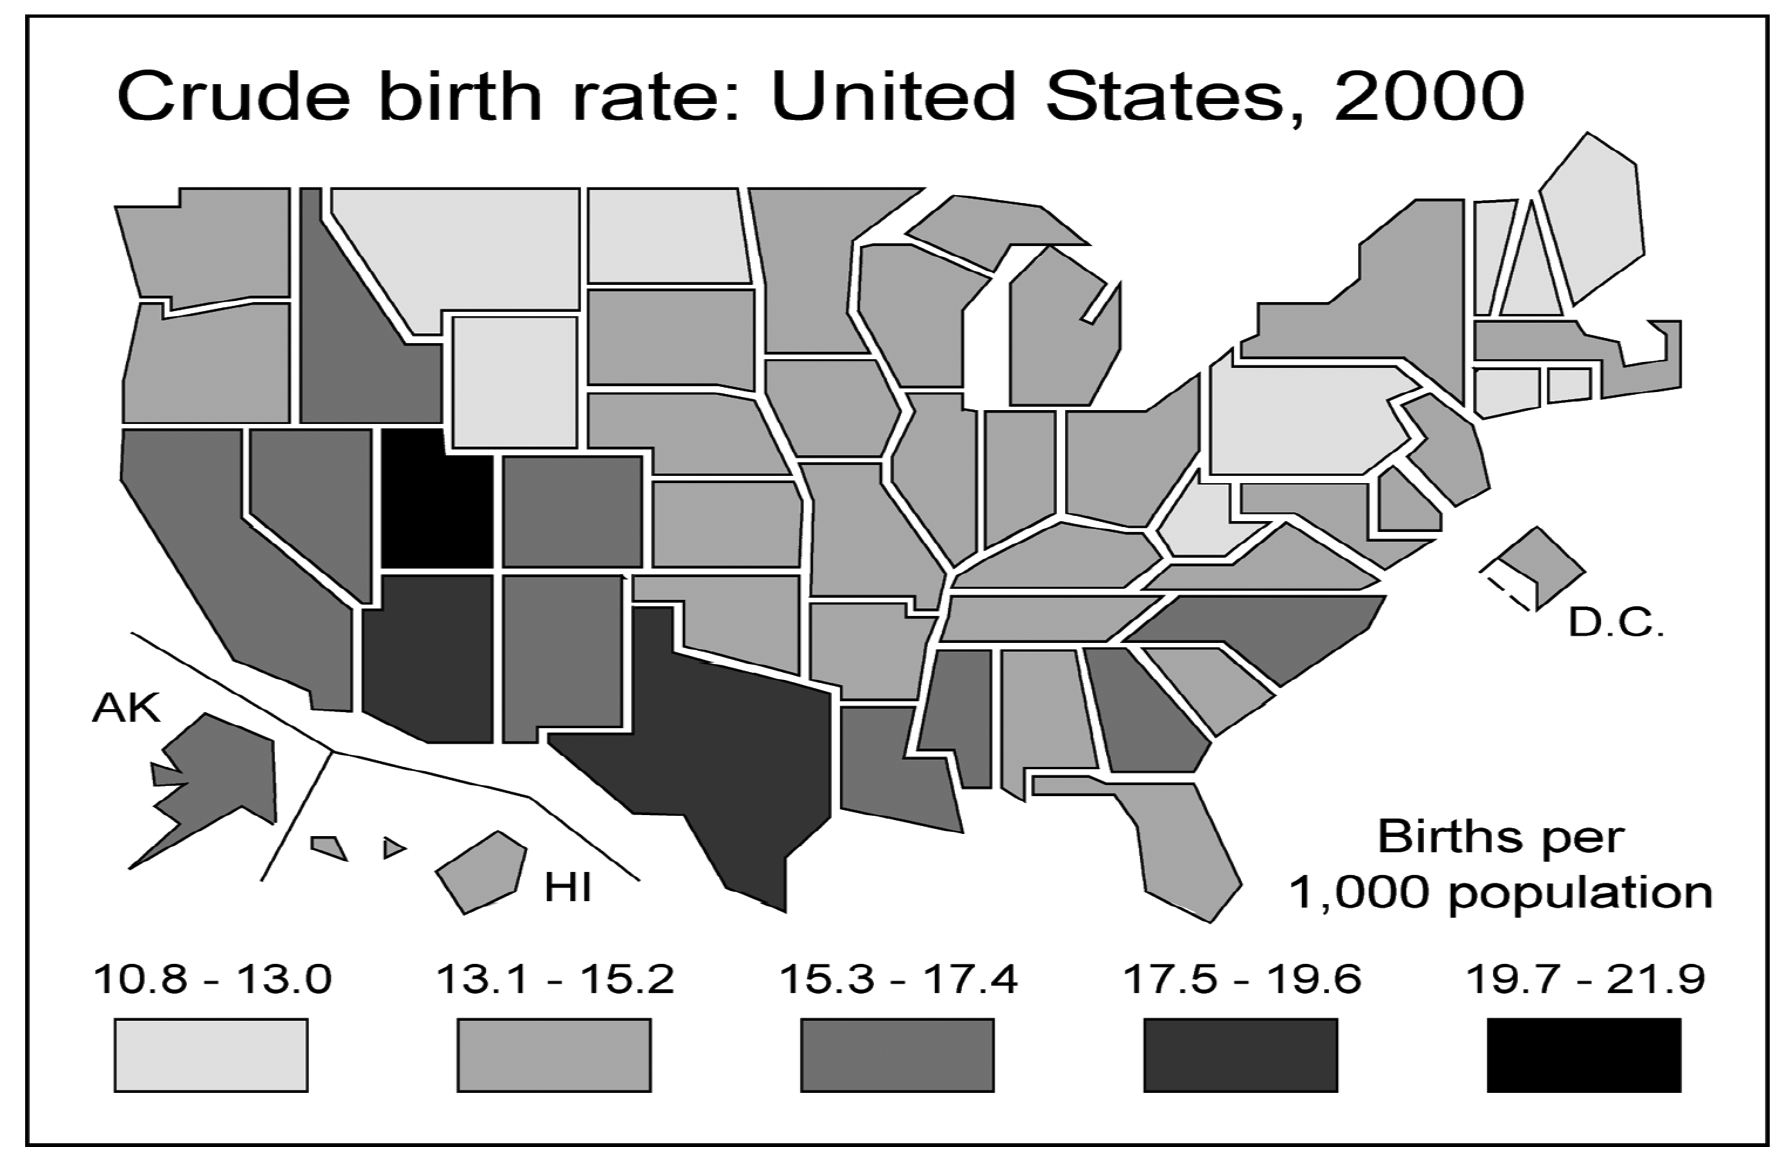 Crude birth rate: United States, 2000
D.C.
AK
HI
Births per
1,000 population
10.8 - 13.0
13.1 - 15.2
15.3 - 17.4
17.5 - 19.6
19.7 - 21.9